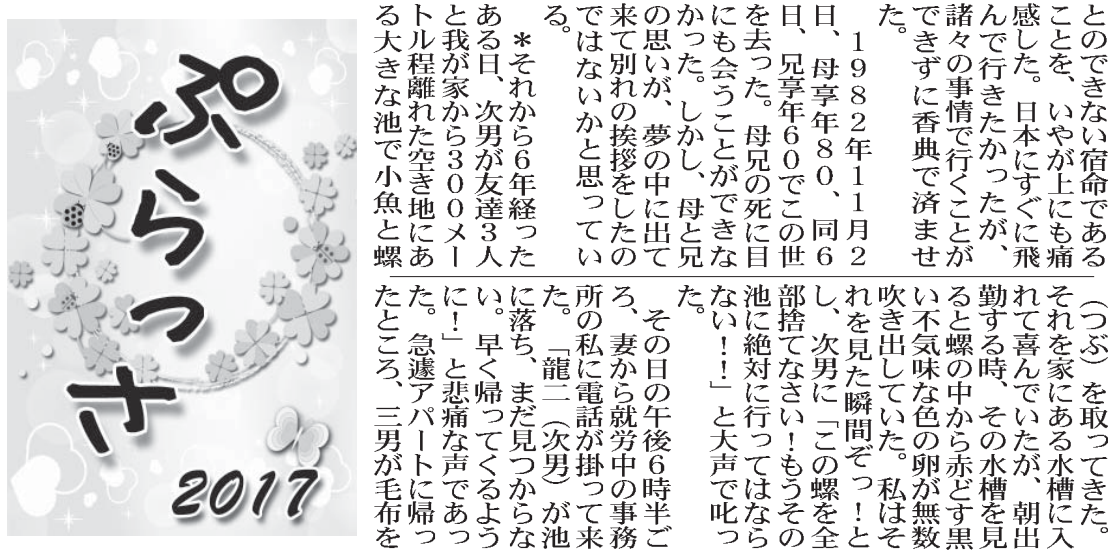 ぷらっさ
2017
とのできない宿命である
ことを、いやが上にも痛
感した。日本にすぐに飛
んで行きたかったが、
諸々の事情で行くことが
できずに香典で済ませ
た。
1982年11月2
日、母享年80、同6
日、兄享年60でこの世
を去った。母兄の死に目
にも会うことができな
かった。しかし、母と兄
の思いが、夢の中に出て
来て別れの挨拶をしたの
ではないかと思ってい
る。
＊それから6年経った
ある日、次男が友達3人
と我が家から300メー
トル程離れた空き地にあ
る大きな池で小魚と螺
（つぶ）を取ってきた。
それを家にある水槽に入
れて喜んでいたが、朝出
勤する時、その水槽を見
ると螺の中から赤どす黒
い不気味な色の卵が無数
吹き出していた。私はそ
れを見た瞬間ぞっ！と
し、次男に「この螺を全
部捨てなさい！もうその
池に絶対に行ってはなら
ない！！」と大声で叱っ
た。
その日の午後6時半ご
ろ、妻から就労中の事務
所の私に電話が掛って来
た。「龍二（次男）が池
に落ち、まだ見つからな
い。早く帰ってくるよう
に！」と悲痛な声であっ
た。急遽アパートに帰っ
たところ、三男が毛布を